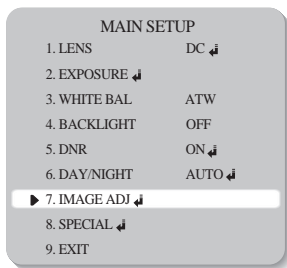 MAIN SETUP
1. LENS DC ↲
2. EXPOSURE ↲
3. WHITE BAL ATW
4. BACKLIGHT OFF
5. DNR ON ↲
6. DAY/NIGHT AUTO ↲
▶ 7. IMAGE ADJ ↲
8. SPECIAL ↲
9. EXIT